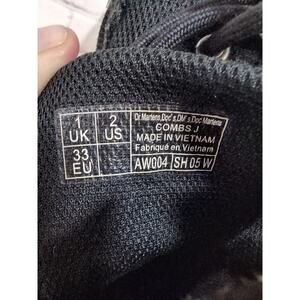 1 UK
2 US
Dr.Martens,Doc's,DM's,Doc Martens
COMBS J
MADE IN VIETNAM
Fabriqué en Vietnam
33 EU
AW004
SH 05 W